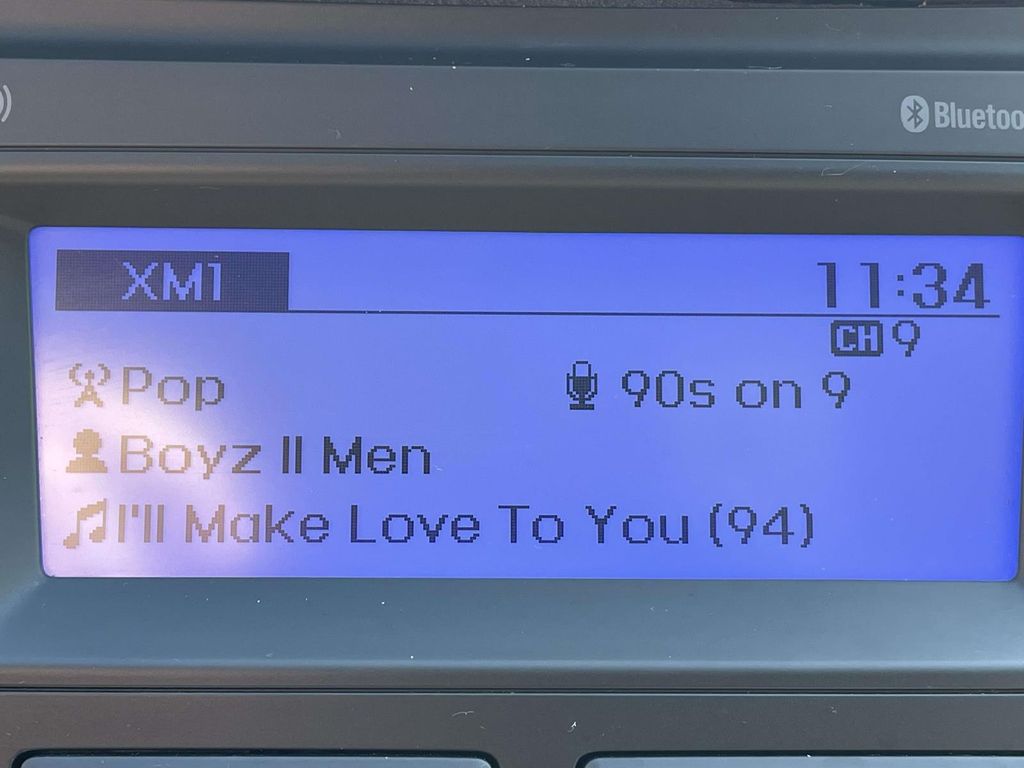 Bluetoo
XM1 11:34
CH 9
Pop 90s on 9
Boyz II Men
I'll Make Love To You (94)